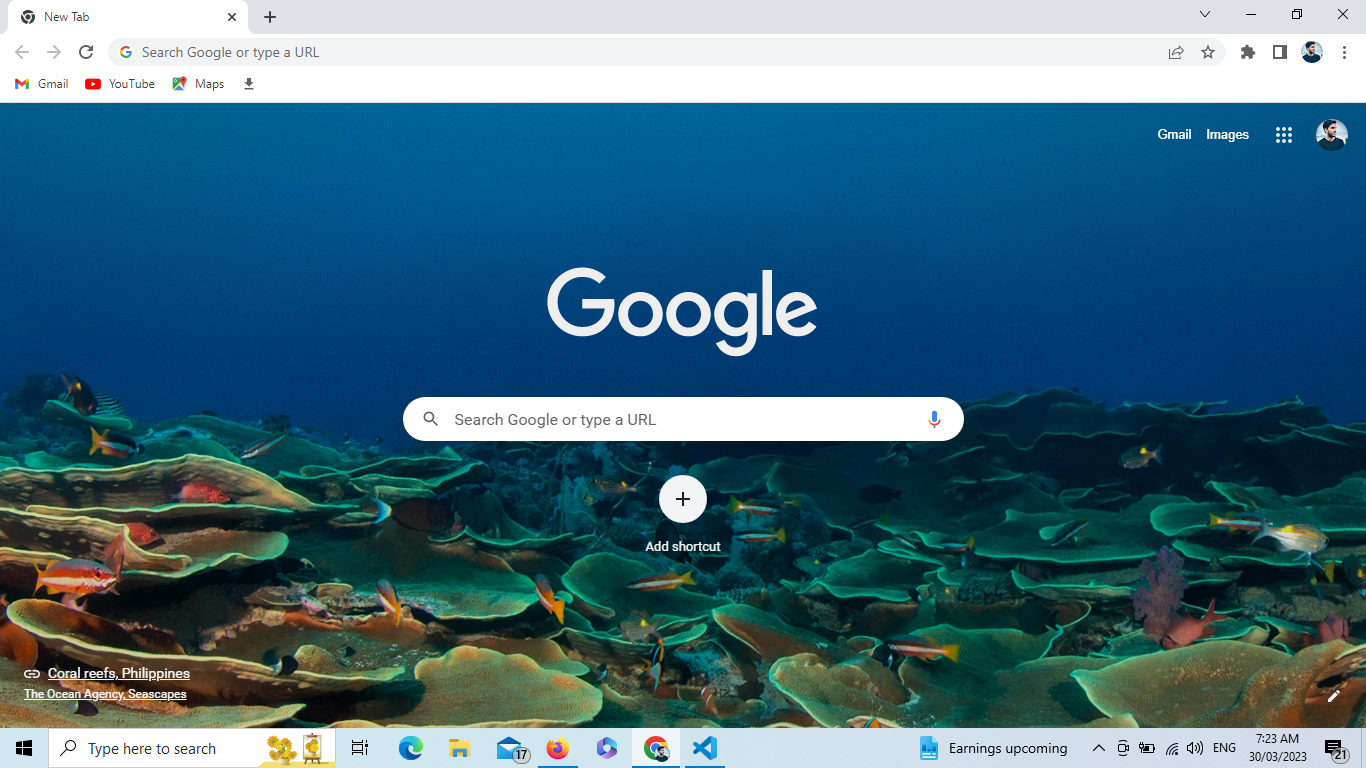 New Tab
Search Google or type a URL
Gmail
YouTube
Maps
Gmail
Images
Google
Search Google or type a URL
Add shortcut
Coral reefs, Philippines
The Ocean Agency, Seascapes
Type here to search
17
Earnings upcoming
ENG
7:23 AM
30/03/2023
21